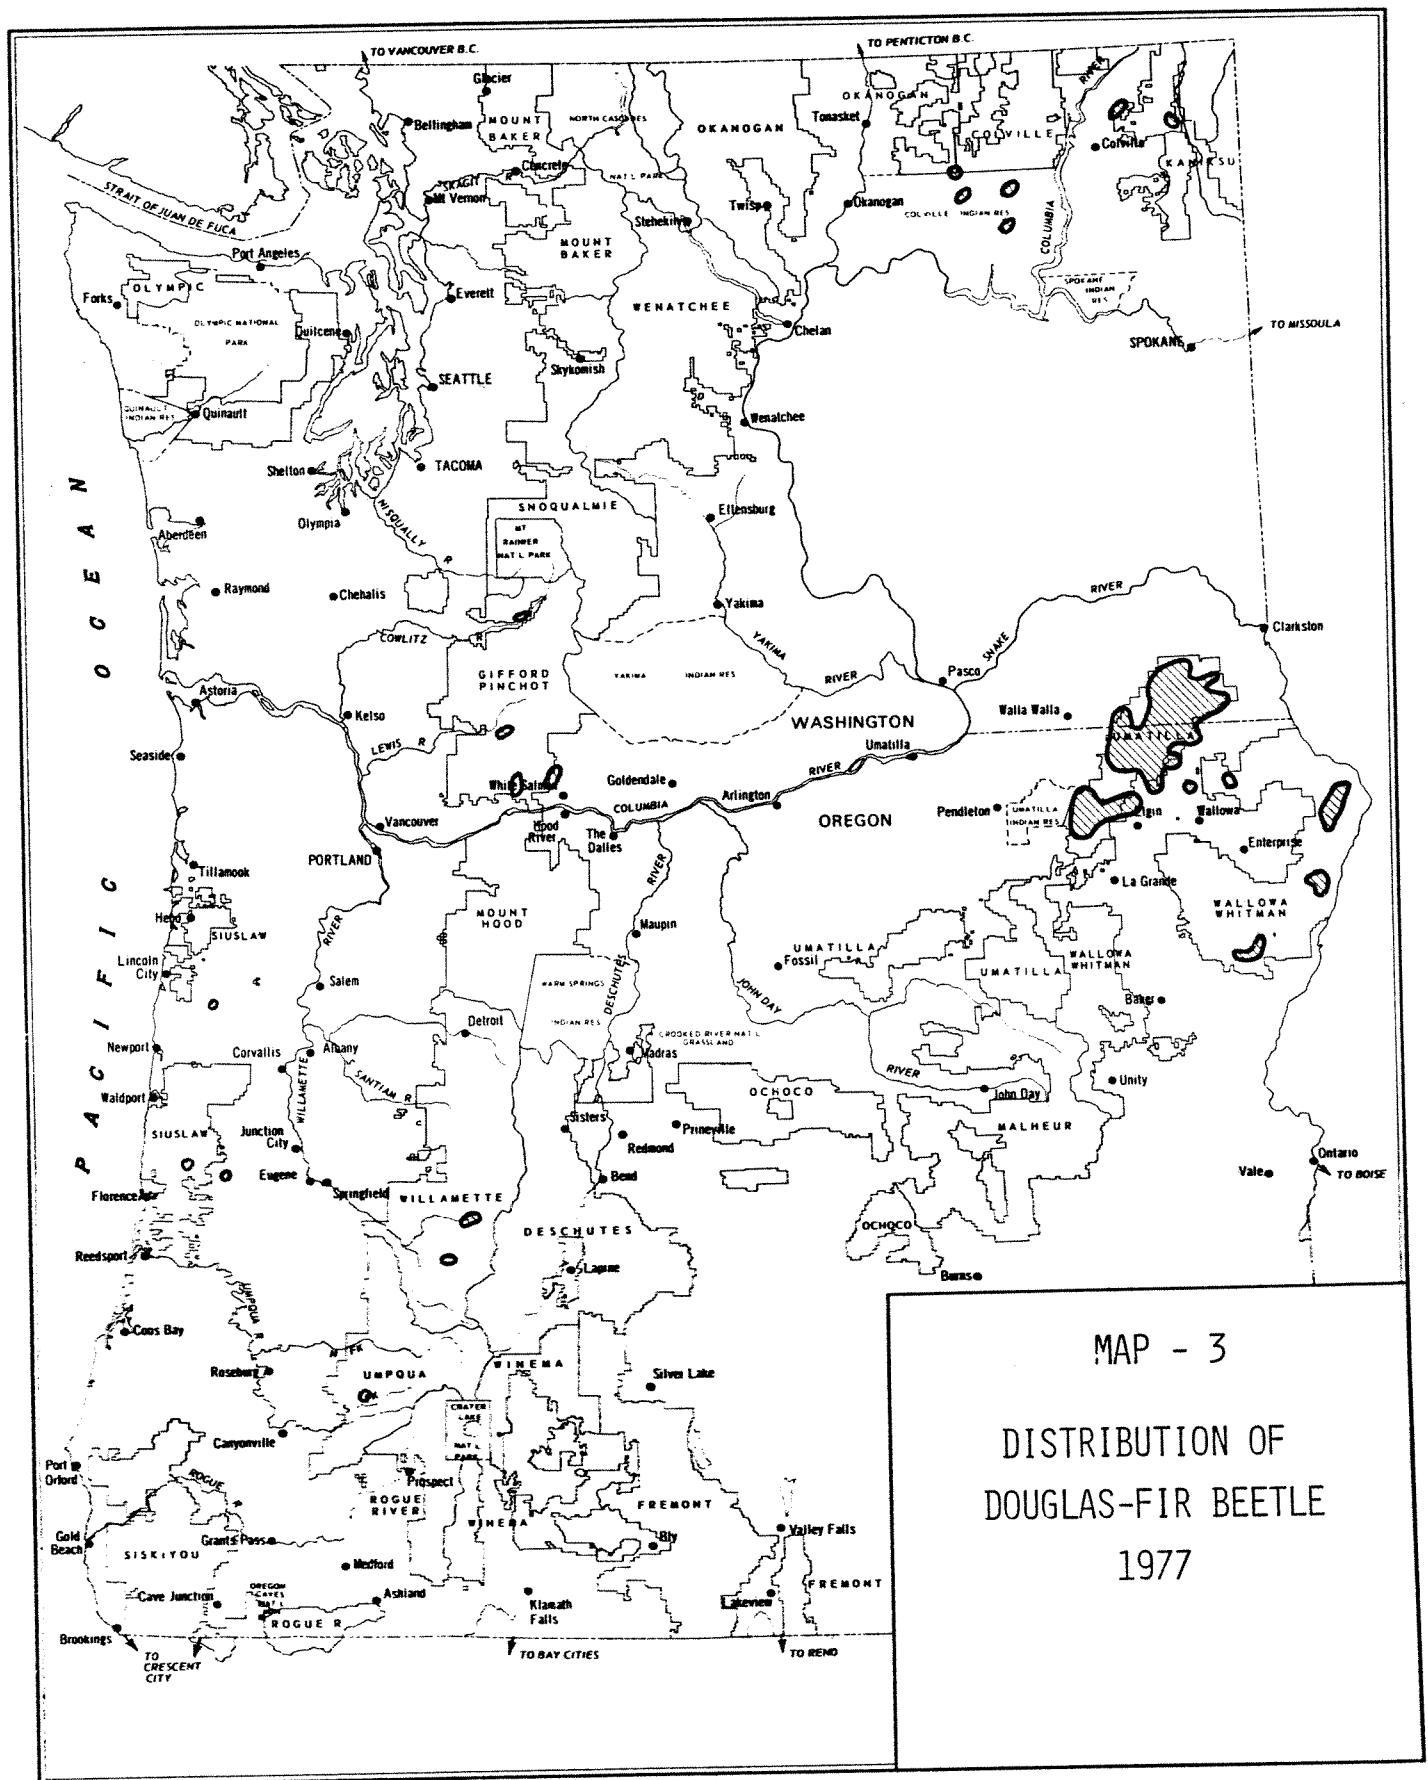 TO VANCOUVER B.C.
TO PENTICTON B.C.
Glacier
OKANOGAN
RIVER
Bellingham
MOUNT
BAKER
NORTH CASCADES
OKANOGAN
Tonasket
COLVILLE
Colville
Concrete
NAT'L PARK
KANIKSU
STRAIT OF JUAN DE FUCA
SKAGIT
R
Mt Vernon
Stehekin
Twisp
Okanogan
COLVILLE INDIAN RES
COLUMBIA
Port Angeles
MOUNT
BAKER
OLYMPIC
Forks
Everett
WENATCHEE
SPOKANE
INDIAN
RES
OLYMPIC NATIONAL
PARK
Quilcene
Chelan
TO MISSOULA
SPOKANE
Skykomish
SEATTLE
QUINAULT
INDIAN RES
Quinault
Wenatchee
Shelton
TACOMA
SNOQUALMIE
Ellensburg
Olympia
NISQUALLY
R
Aberdeen
MT
RAINIER
NAT'L PARK
Raymond
Chehalis
Yakima
RIVER
Clarkston
COWLITZ
R
YAKIMA
RIVER
SNAKE
Pasco
GIFFORD
PINCHOT
YAKIMA
INDIAN RES
Astoria
Kelso
WASHINGTON
Walla Walla
UMATILLA
LEWIS R
R
Umatilla
Seaside
White Salmon
Goldendale
RIVER
Arlington
COLUMBIA
Pendleton
UMATILLA
INDIAN RES
Elgin
Wallowa
Vancouver
Hood
River
The
Dalles
OREGON
Enterprise
PORTLAND
Tillamook
RIVER
La Grande
PACIFIC OCEAN
Hebo
SIUSLAW
RIVER
MOUNT
HOOD
Maupin
WALLOWA
WHITMAN
Lincoln
City
UMATILLA
Fossil
UMATILLA
WALLOWA
WHITMAN
Salem
WARM SPRINGS
INDIAN RES
DESCHUTES
JOHN DAY
Baker
Newport
Corvallis
Albany
Detroit
CROOKED RIVER NAT'L
GRASSLAND
Madras
RIVER
Unity
Waldport
WILLAMETTE
SANTIAM R
OCHOCO
John Day
SIUSLAW
Junction
City
Sisters
Prineville
Redmond
MALHEUR
Ontario
Florence
Eugene
Springfield
WILLAMETTE
Bend
Vale
TO BOISE
DESCHUTES
OCHOCO
Reedsport
Lapine
Burns
UMPQUA R
Coos Bay
N FK
Roseburg
UMPQUA
WINEMA
Silver Lake
CRATER
LAKE
NAT'L
PARK
Canyonville
Port
Orford
ROGUE
R
Prospect
ROGUE
RIVER
WINEMA
FREMONT
Gold
Beach
Grants Pass
Bly
Valley Falls
SISKIYOU
Medford
Cave Junction
OREGON
CAVES
NAT'L
Ashland
Klamath
Falls
Lakeview
FREMONT
ROGUE R
Brookings
TO
CRESCENT
CITY
TO BAY CITIES
TO RENO
MAP - 3
DISTRIBUTION OF
DOUGLAS-FIR BEETLE
1977